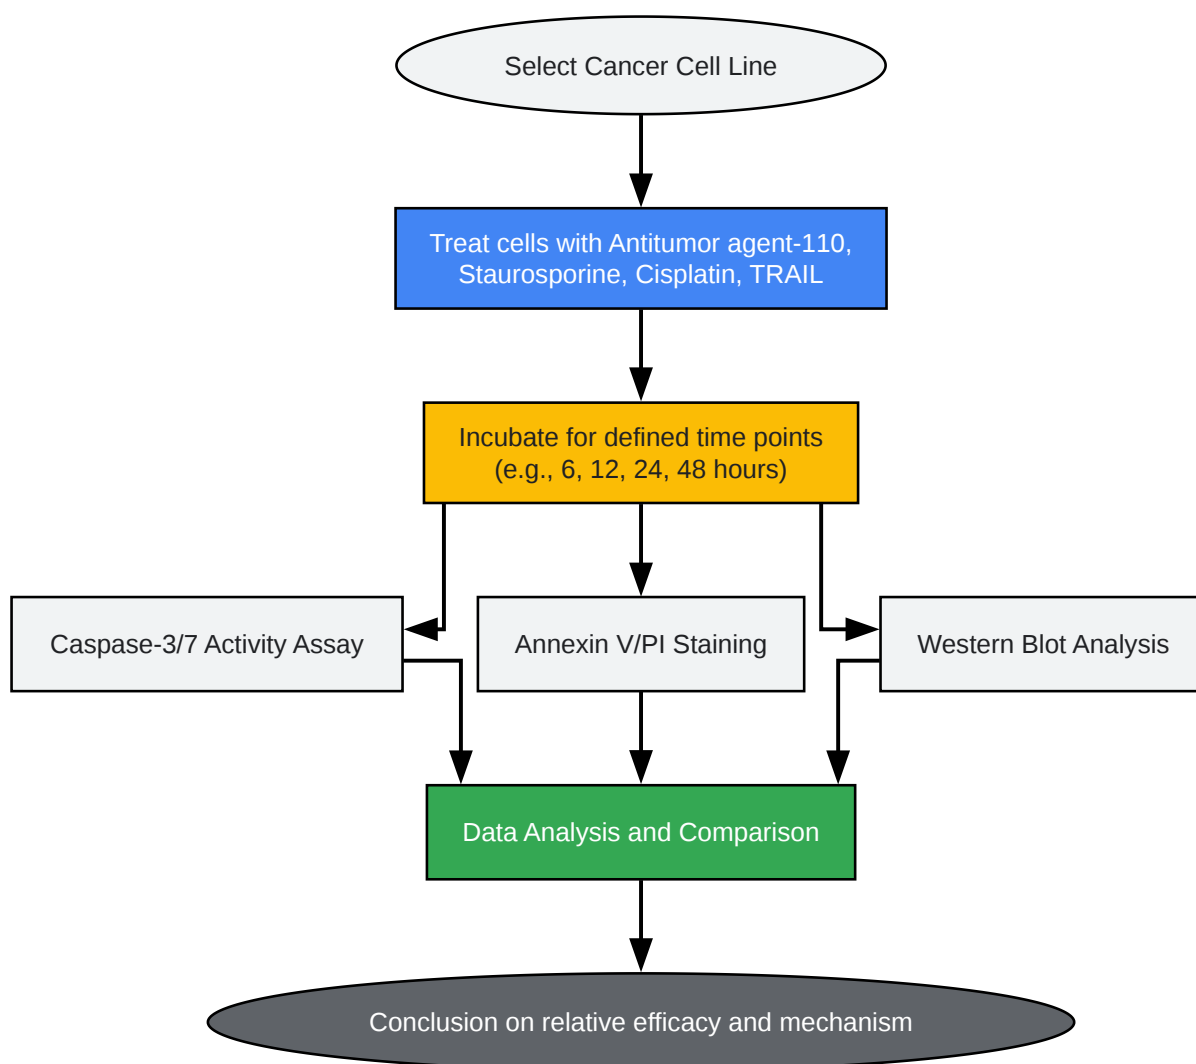 Select Cancer Cell Line
Treat cells with Antitumor agent-110,
Staurosporine, Cisplatin, TRAIL
Incubate for defined time points
(e.g., 6, 12, 24, 48 hours)
Caspase-3/7 Activity Assay
Annexin V/PI Staining
Western Blot Analysis
Data Analysis and Comparison
Conclusion on relative efficacy and mechanism